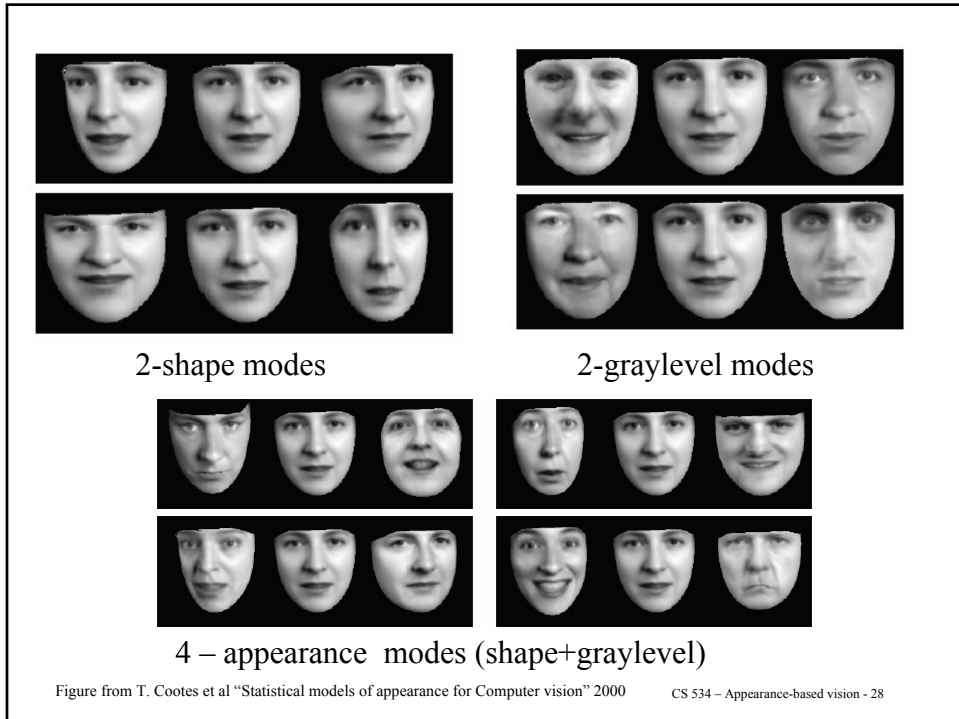 2-shape modes
2-graylevel modes
4 – appearance modes (shape+graylevel)
Figure from T. Cootes et al “Statistical models of appearance for Computer vision” 2000
CS 534 – Appearance-based vision - 28